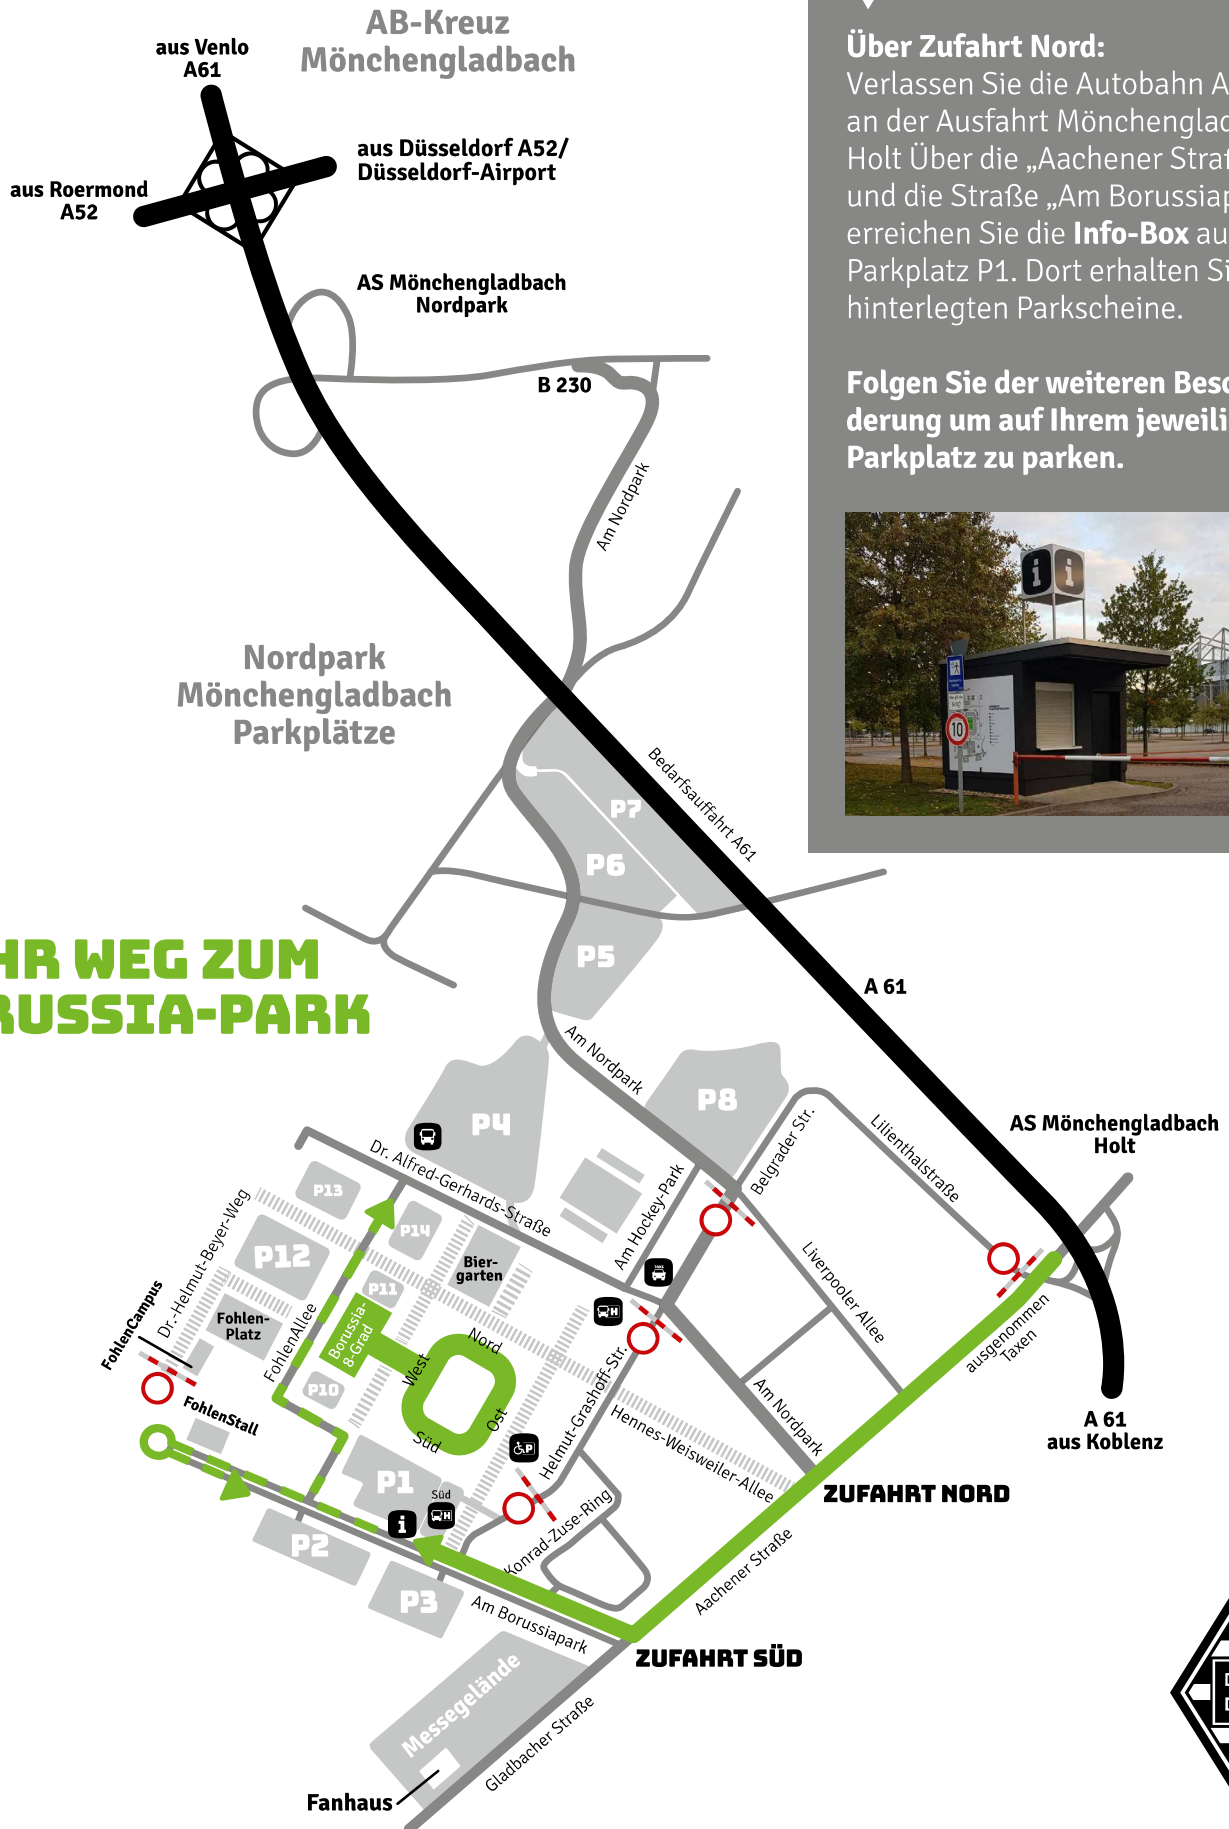 AB-Kreuz
Mönchengladbach
aus Venlo
A61
aus Düsseldorf A52/
Düsseldorf-Airport
aus Roermond
A52
AS Mönchengladbach
Nordpark
B 230
Am Nordpark
Über Zufahrt Nord:
Verlassen Sie die Autobahn A
an der Ausfahrt Mönchenglad
Holt Über die „Aachener Straß
und die Straße „Am Borussiap
erreichen Sie die Info-Box au
Parkplatz P1. Dort erhalten Si
hinterlegten Parkscheine.
Folgen Sie der weiteren Besc
derung um auf Ihrem jeweili
Parkplatz zu parken.
i i
10
Nordpark
Mönchengladbach
Parkplätze
Bedarfsauffahrt A61
P7
P6
P5
HR WEG ZUM
RUSSIA-PARK
A 61
Am Nordpark
P8
P4
AS Mönchengladbach
Holt
Belgrader Str.
Lilienthalstraße
Dr. Alfred-Gerhards-Straße
Am Hockey-Park
P13
P14
P12
P11
Dr.-Helmut-Beyer-Weg
Bier-
garten
Liverpooler Allee
FohlenCampus
Fohlen-
Platz
FohlenAllee
Borussia-
8-Grad
Nord
West
Ost
Süd
H
ausgenommen
Taxen
P10
FohlenStall
Helmut-Grashoff-Str.
Am Nordpark
Hennes-Weisweiler-Allee
A 61
aus Koblenz
P
P1
Süd
H
i
ZUFAHRT NORD
Konrad-Zuse-Ring
P2
P3
Aachener Straße
Am Borussiapark
ZUFAHRT SÜD
Messegelände
Gladbacher Straße
Fanhaus